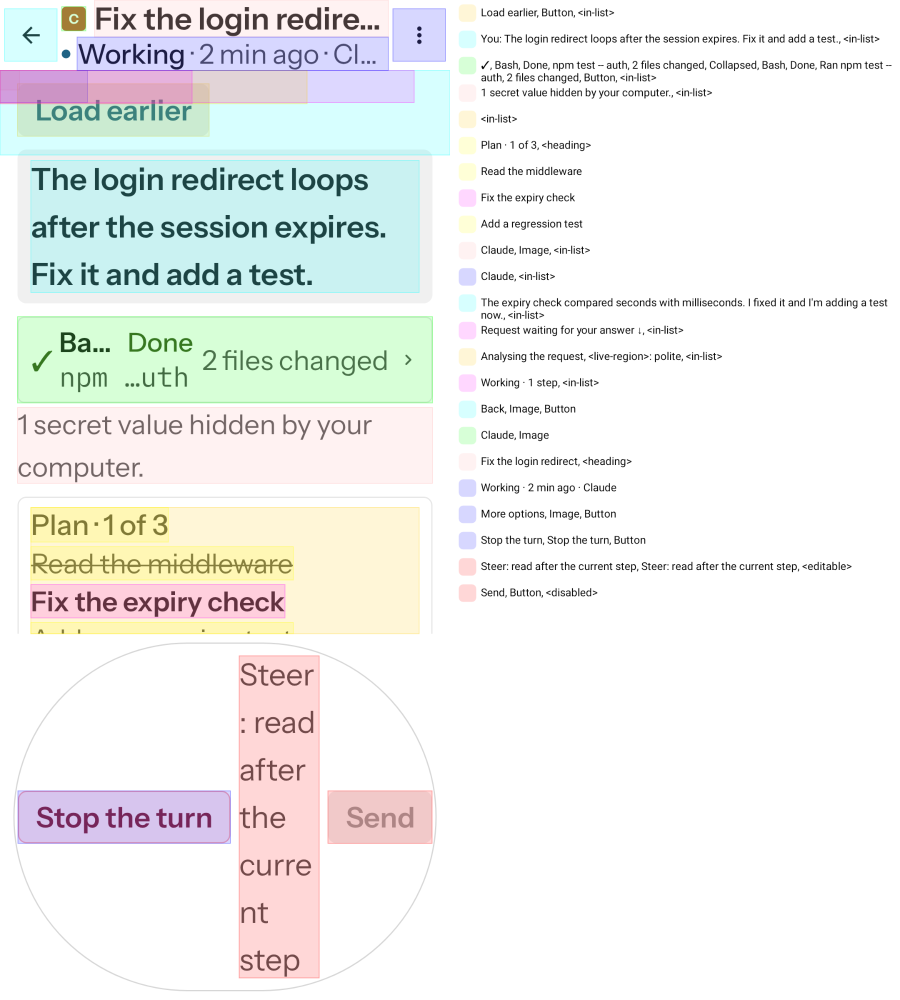 C Fix the login redire...
Working · 2 min ago · Cl...
Load earlier
The login redirect loops
after the session expires.
Fix it and add a test.
✓ Ba... Done 2 files changed
npm ...uth
1 secret value hidden by your
computer.
Plan · 1 of 3
Read the middleware
Fix the expiry check
Steer
: read
after
Stop the turn the Send
curre
nt
step
Load earlier, Button, <in-list>
You: The login redirect loops after the session expires. Fix it and add a test., <in-list>
✓, Bash, Done, npm test -- auth, 2 files changed, Collapsed, Bash, Done, Ran npm test --
auth, 2 files changed, Button, <in-list>
1 secret value hidden by your computer., <in-list>
<in-list>
Plan · 1 of 3, <heading>
Read the middleware
Fix the expiry check
Add a regression test
Claude, Image, <in-list>
Claude, <in-list>
The expiry check compared seconds with milliseconds. I fixed it and I'm adding a test
now., <in-list>
Request waiting for your answer ↓, <in-list>
Analysing the request, <live-region>: polite, <in-list>
Working · 1 step, <in-list>
Back, Image, Button
Claude, Image
Fix the login redirect, <heading>
Working · 2 min ago · Claude
More options, Image, Button
Stop the turn, Stop the turn, Button
Steer: read after the current step, Steer: read after the current step, <editable>
Send, Button, <disabled>